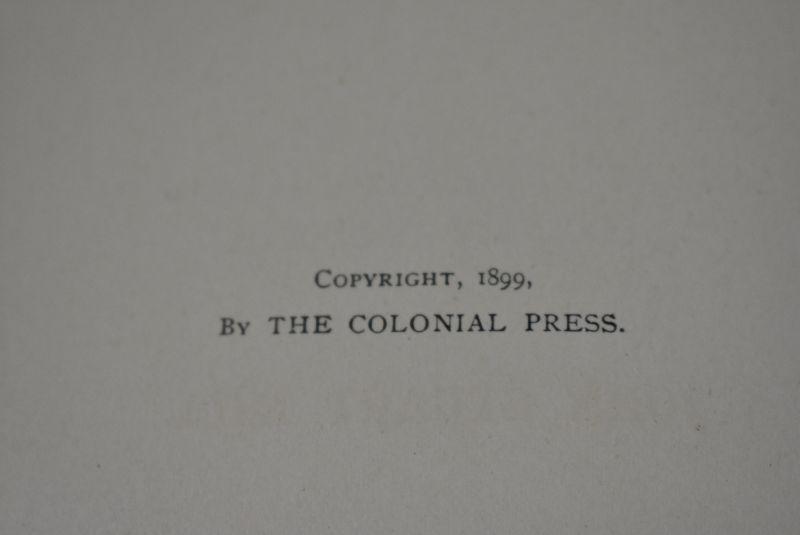 Copyright, 1899,
By THE COLONIAL PRESS.